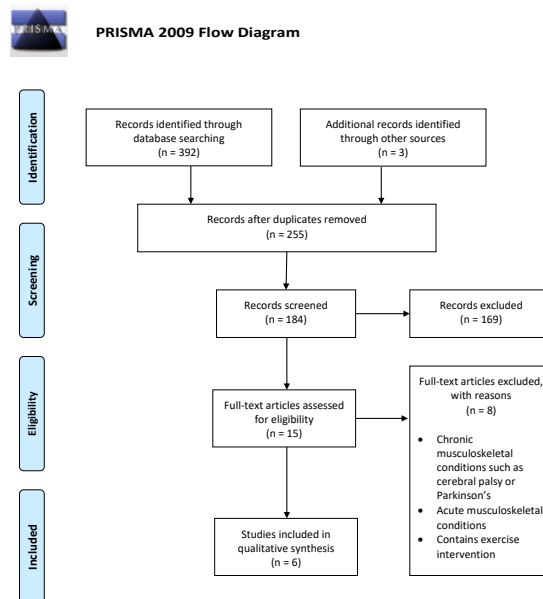 PRISMA
PRISMA 2009 Flow Diagram
Identification
Records identified through
database searching
(n = 392)
Additional records identified
through other sources
(n = 3)
Records after duplicates removed
(n = 255)
Screening
Records screened
(n = 184)
Records excluded
(n = 169)
Eligibility
Full-text articles assessed
for eligibility
(n = 15)
Full-text articles excluded,
with reasons
(n = 8)
• Chronic
musculoskeletal
conditions such as
cerebral palsy or
Parkinson's
• Acute musculoskeletal
conditions
• Contains exercise
intervention
Included
Studies included in
qualitative synthesis
(n = 6)